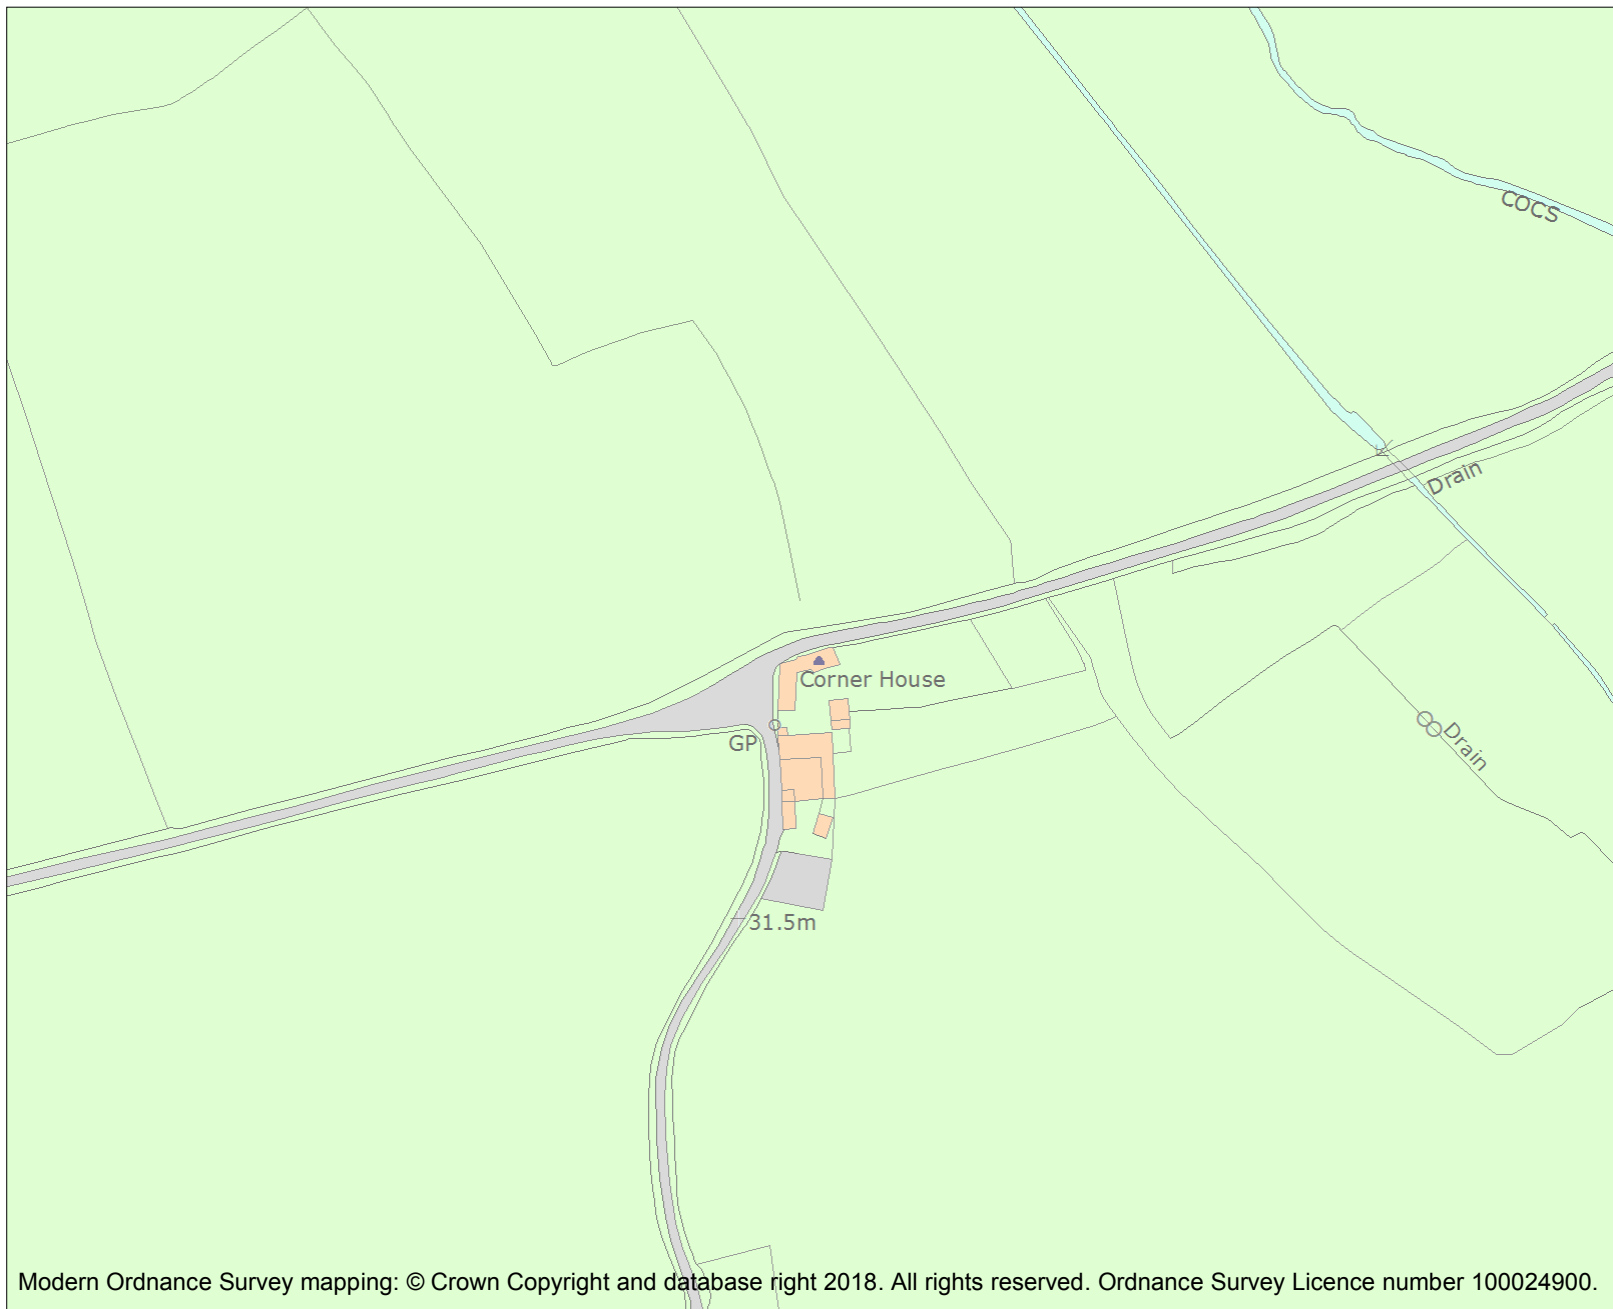 COCS
Drain
Corner House
GP
Drain
31.5m
Modern Ordnance Survey mapping: © Crown Copyright and database right 2018. All rights reserved. Ordnance Survey Licence number 100024900.